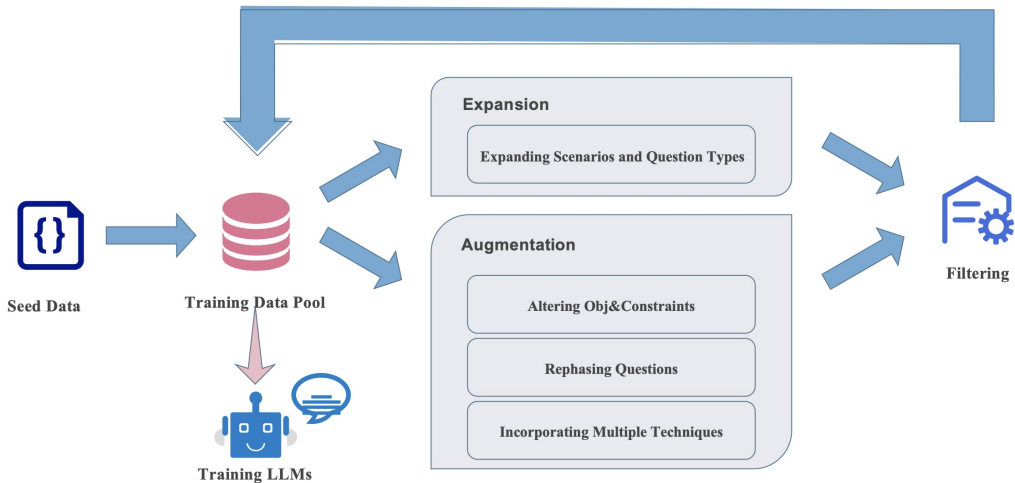 Expansion
Expanding Scenarios and Question Types
{}
Seed Data
Training Data Pool
Augmentation
Altering Obj&Constraints
Rephasing Questions
Incorporating Multiple Techniques
Filtering
Training LLMs